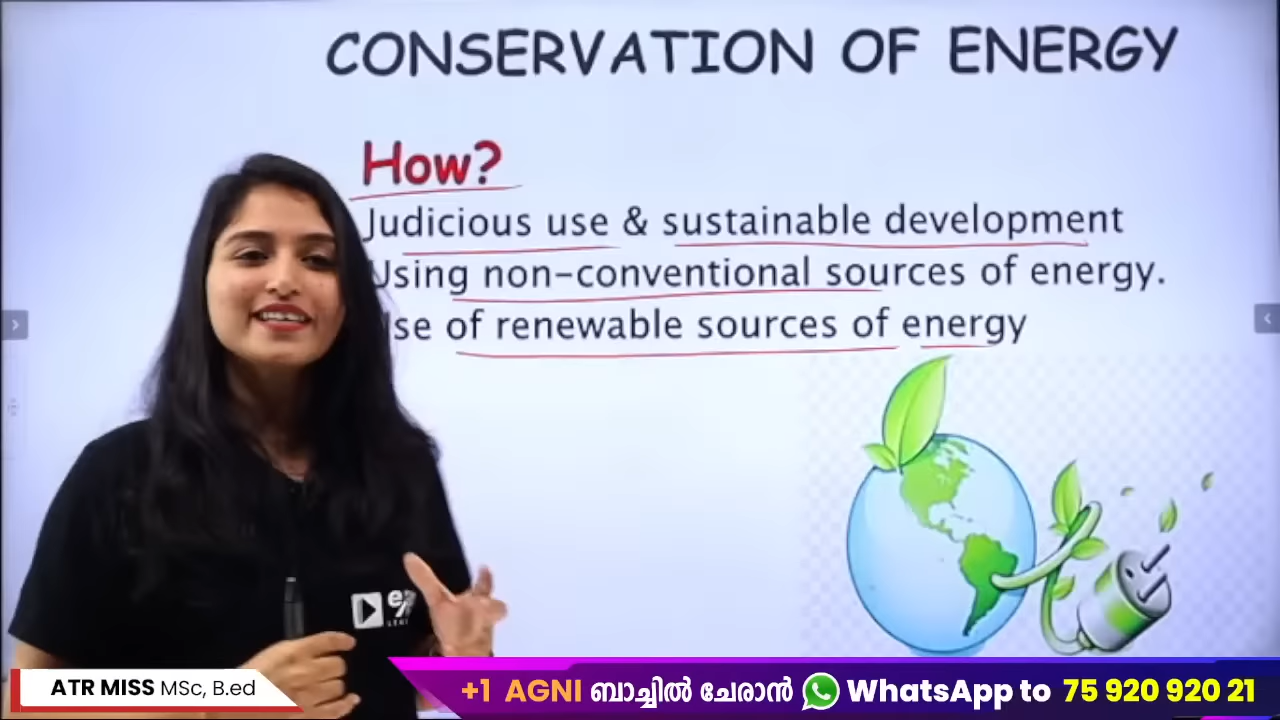 CONSERVATION OF ENERGY
How?
Judicious use & sustainable development
Using non-conventional sources of energy.
Use of renewable sources of energy
ATR MISS MSc, B.ed
+1 AGNI ബാച്ചിൽ ചേരാൻ WhatsApp to 75 920 920 21